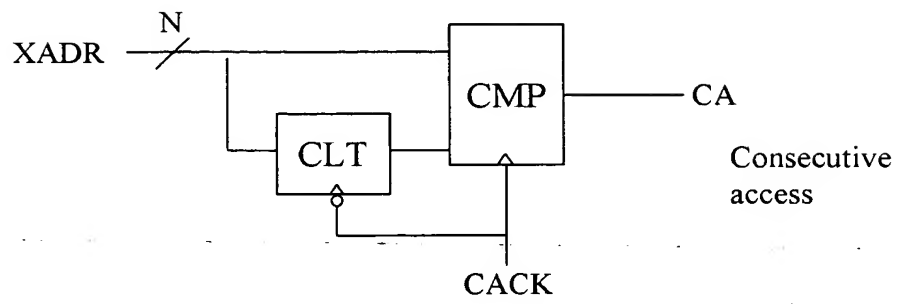 N
XADR
CMP
CA
CLT
Consecutive
access
CACK